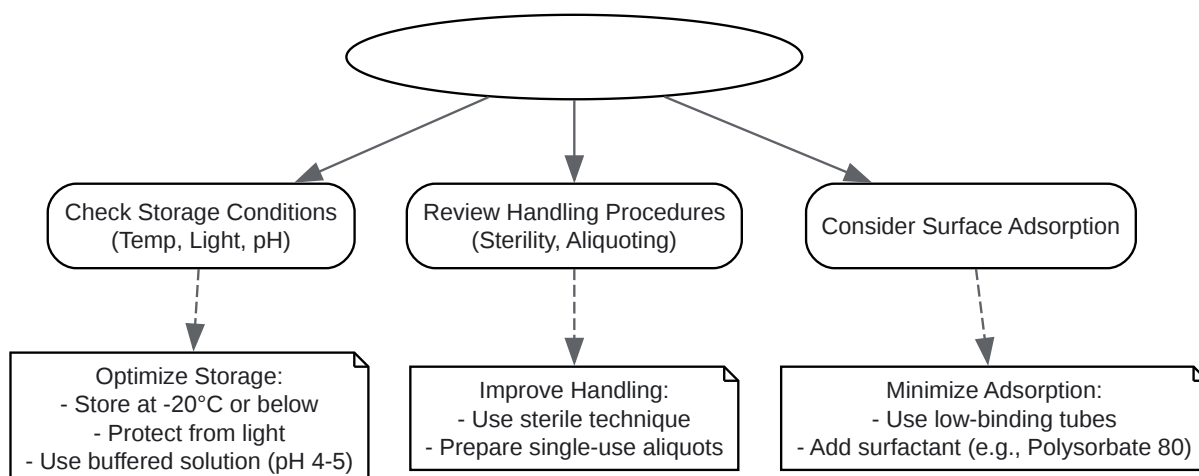 Check Storage Conditions
(Temp, Light, pH)
Review Handling Procedures
(Sterility, Aliquoting)
Consider Surface Adsorption
Optimize Storage:
- Store at -20°C or below
- Protect from light
- Use buffered solution (pH 4-5)
Improve Handling:
- Use sterile technique
- Prepare single-use aliquots
Minimize Adsorption:
- Use low-binding tubes
- Add surfactant (e.g., Polysorbate 80)